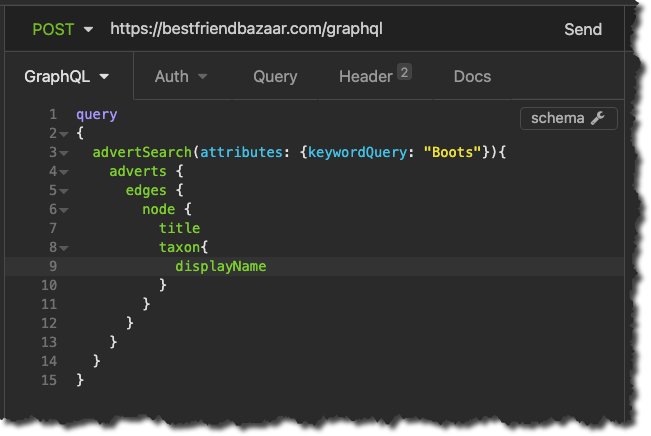 POST https://bestfriendbazaar.com/graphql Send
GraphQL Auth Query Header 2 Docs
schema
1 query
2 {
3 advertSearch(attributes: {keywordQuery: "Boots"}){
4 adverts {
5 edges {
6 node {
7 title
8 taxon{
9 displayName
10 }
11 }
12 }
13 }
14 }
15 }